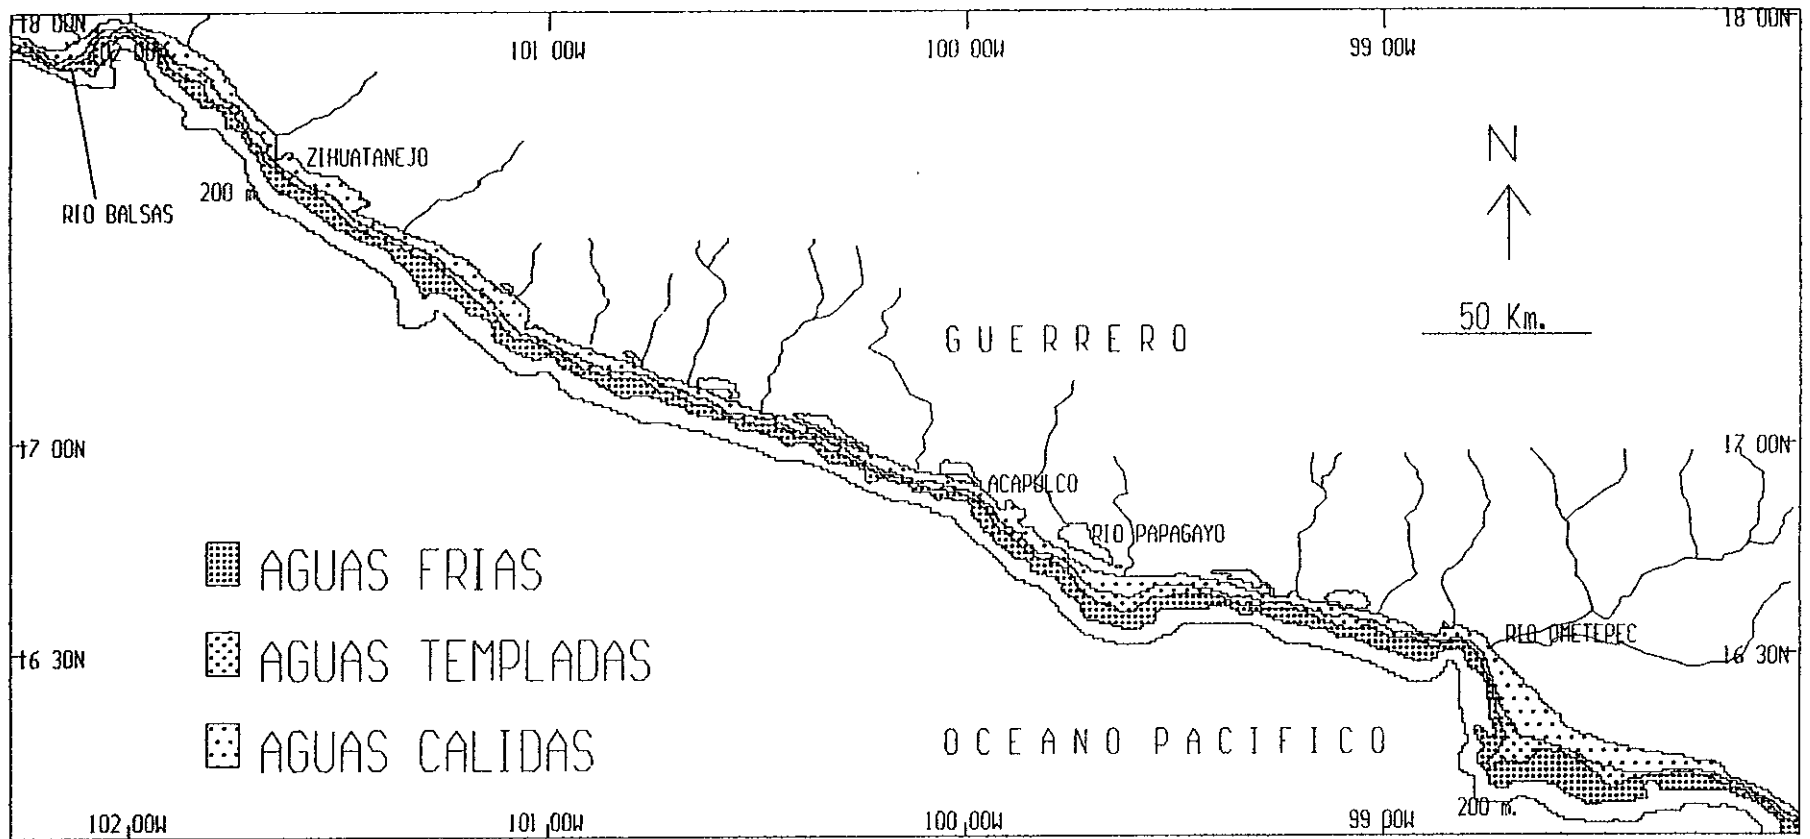 18 00N
101 00W
100 00W
99 00W
18 00N
02 00W
N
ZIHUATANEJO
200 m
RIO BALSAS
50 Km.
GUERRERO
17 00N
17 00N
ACAPULCO
RIO PAPAGAYO
AGUAS FRIAS
RIO OMETEPEC
16 30N
16 30N
AGUAS TEMPLADAS
AGUAS CALIDAS
OCEANO PACIFICO
200 m.
102 00W
101 00W
100 00W
99 00W